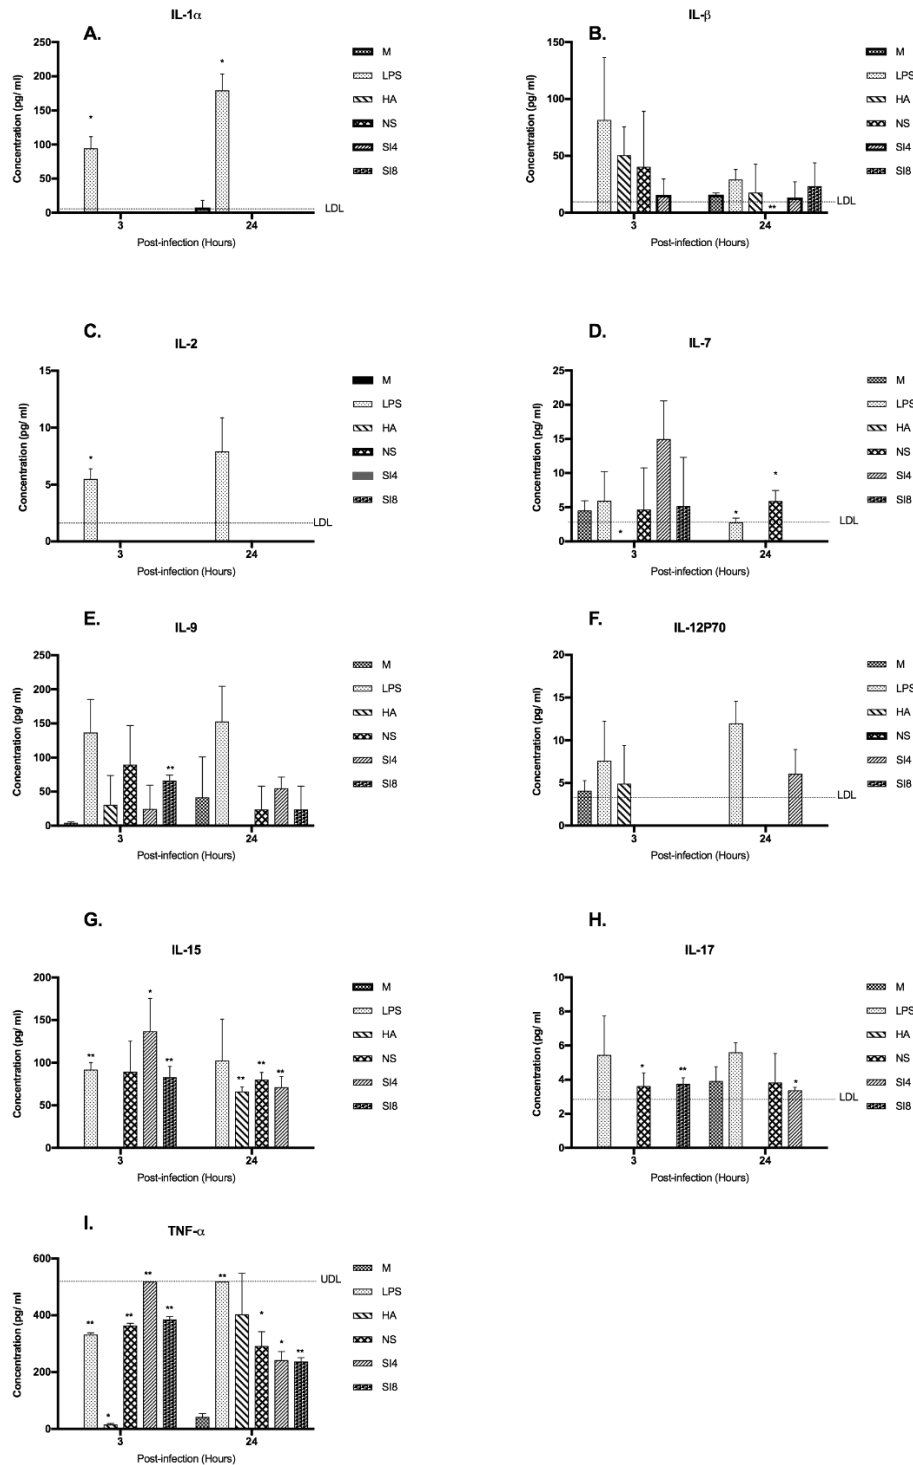 A.
IL-1α
Concentration (pg/ ml)
250
200
150
100
50
0
*
*
LDL
3
24
Post-infection (Hours)
M
LPS
HA
NS
SI4
SI8
B.
IL-β
Concentration (pg/ ml)
150
100
50
0
**
LDL
3
24
Post-infection (Hours)
M
LPS
HA
NS
SI4
SI8
C.
IL-2
Concentration (pg/ ml)
15
10
5
0
*
LDL
3
24
Post-infection (Hours)
M
LPS
HA
NS
SI4
SI8
D.
IL-7
Concentration (pg/ ml)
25
20
15
10
5
0
*
*
*
LDL
3
24
Post-infection (Hours)
M
LPS
HA
NS
SI4
SI8
E.
IL-9
Concentration (pg/ ml)
250
200
150
100
50
0
**
3
24
Post-infection (Hours)
M
LPS
HA
NS
SI4
SI8
F.
IL-12P70
Concentration (pg/ ml)
20
15
10
5
0
LDL
3
24
Post-infection (Hours)
M
LPS
HA
NS
SI4
SI8
G.
IL-15
Concentration (pg/ ml)
200
150
100
50
0
**
*
**
**
**
**
3
24
Post-infection (Hours)
M
LPS
HA
NS
SI4
SI8
H.
IL-17
Concentration (pg/ ml
10
8
6
4
2
0
*
**
*
LDL
3
24
Post-infection (Hours)
M
LPS
HA
NS
SI4
SI8
I.
TNF-α
Concentration (pg/ ml)
600
400
200
0
**
*
**
**
**
**
*
*
**
UDL
3
24
Post-infection (Hours)
M
LPS
HA
NS
SI4
SI8